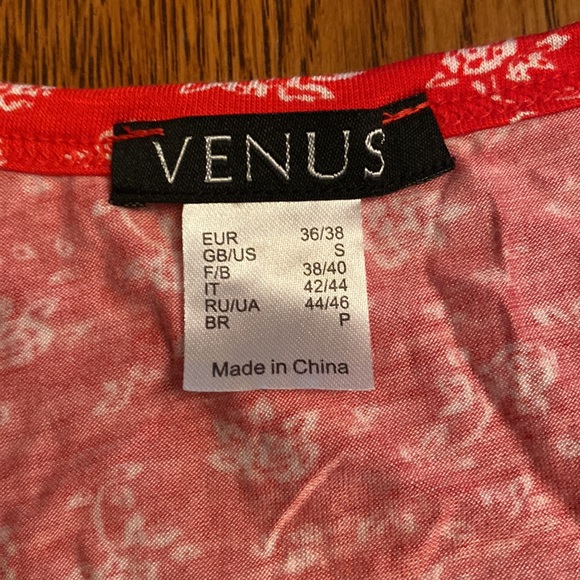 VENUS
EUR 36/38
GB/US S
F/B 38/40
IT 42/44
RU/UA 44/46
BR P
Made in China